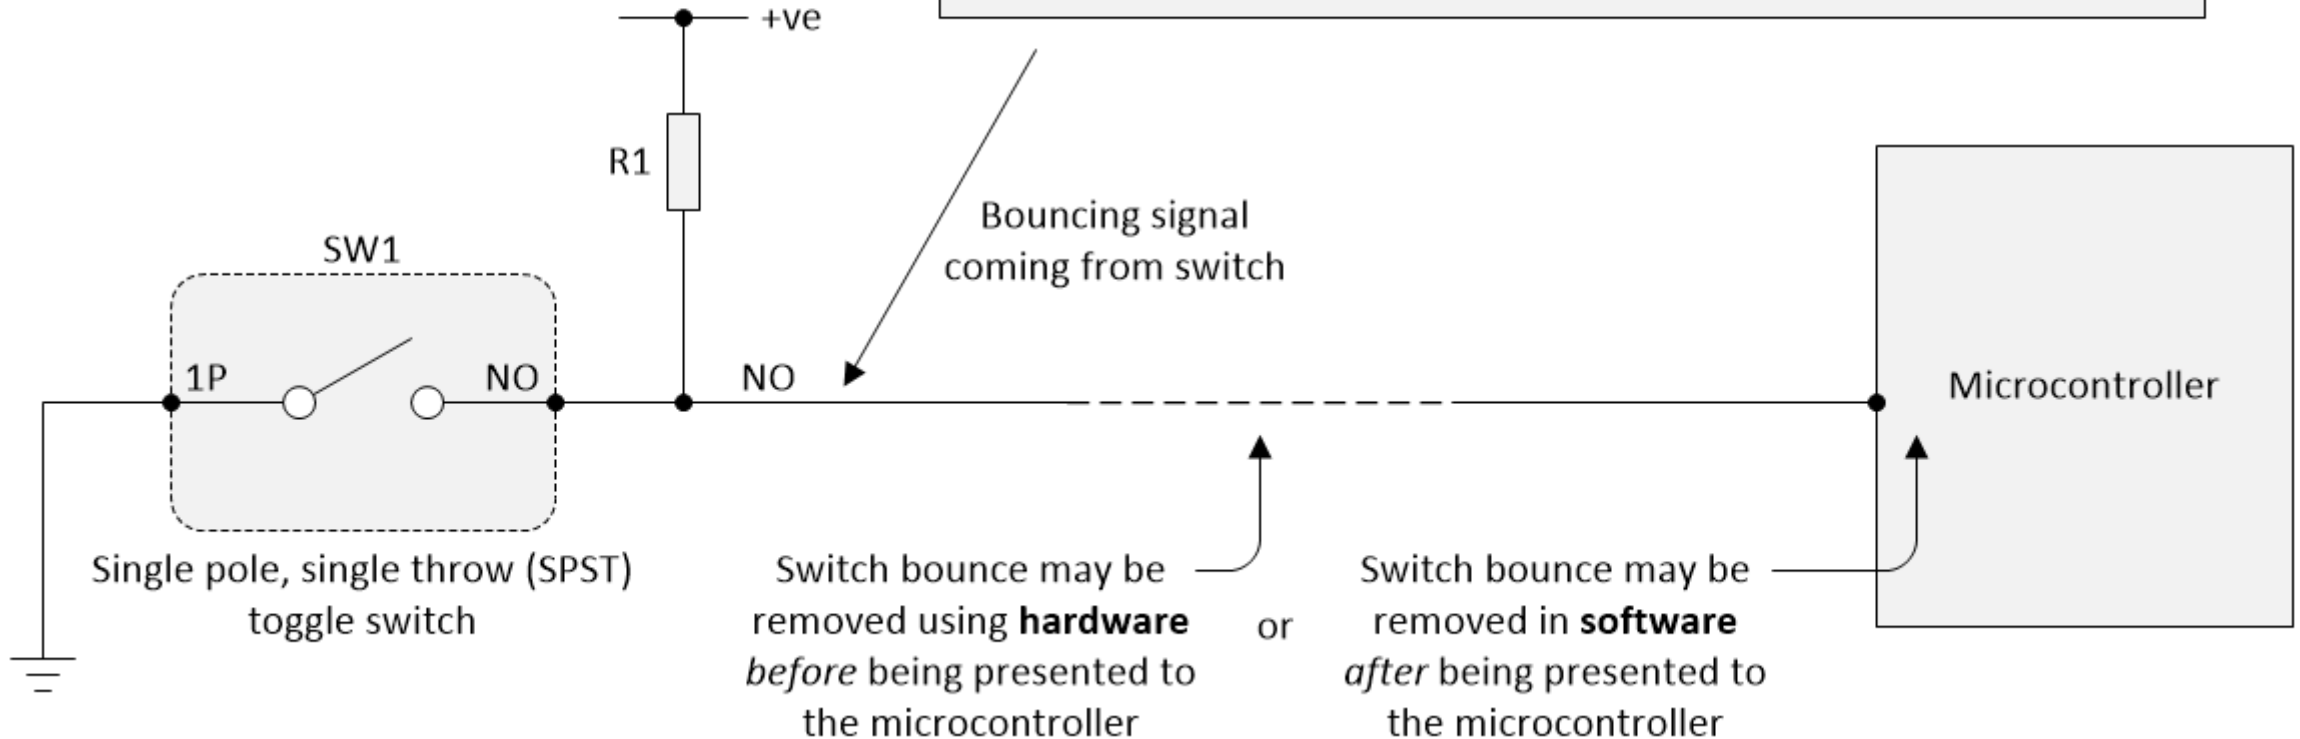 +ve
R1
Bouncing signal
coming from switch
SW1
1P
NO
NO
Microcontroller
Single pole, single throw (SPST)
toggle switch
Switch bounce may be
removed using hardware
before being presented to
the microcontroller
or
Switch bounce may be
removed in software
after being presented to
the microcontroller